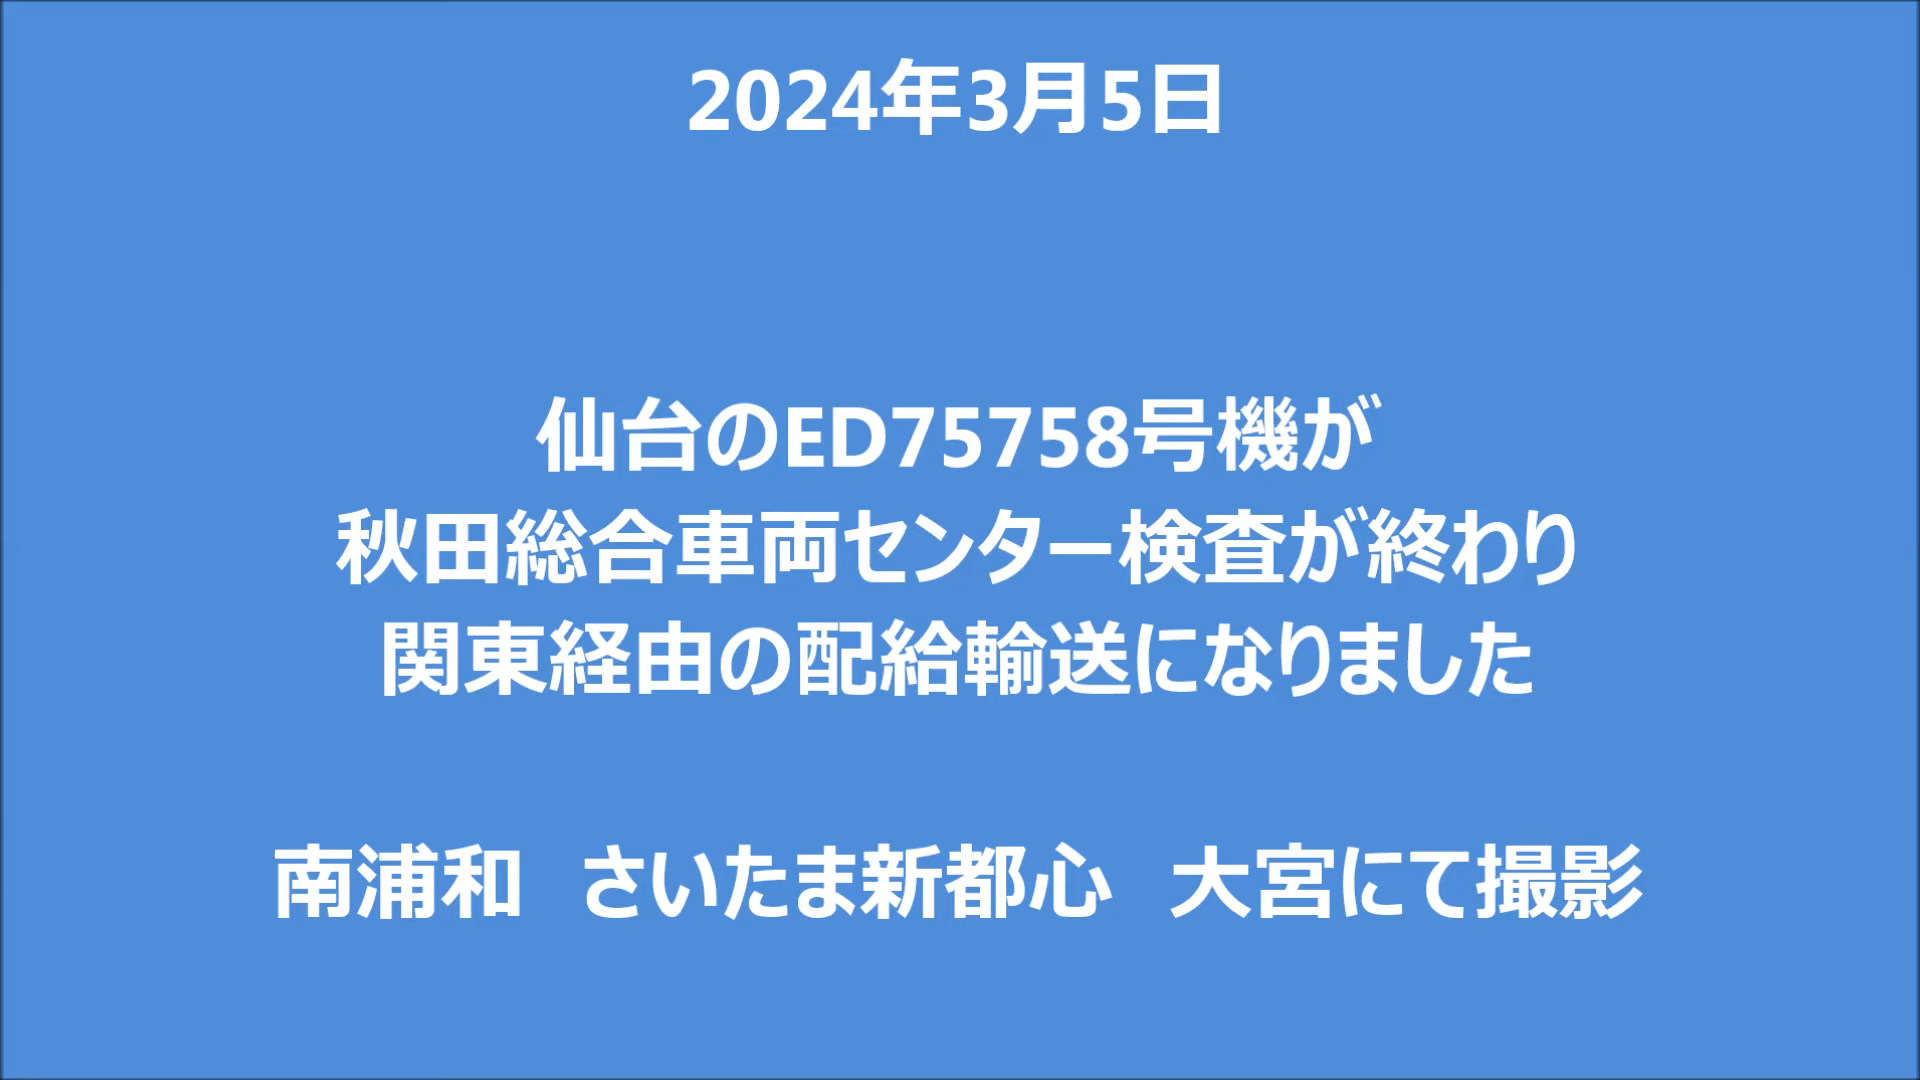 2024年3月5日
仙台のED75758号機が
秋田総合車両センター検査が終わり
関東経由の配給輸送になりました
南浦和　さいたま新都心　大宮にて撮影